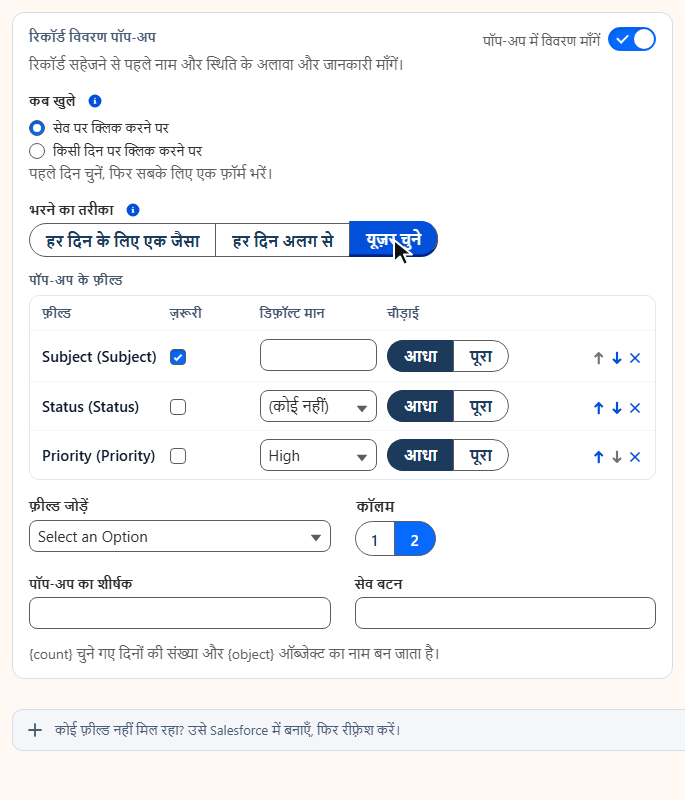 रिकॉर्ड विवरण पॉप-अप
पॉप-अप में विवरण माँगें
रिकॉर्ड सहेजने से पहले नाम और स्थिति के अलावा और जानकारी माँगें।
कब खुले
सेव पर क्लिक करने पर
किसी दिन पर क्लिक करने पर
पहले दिन चुनें, फिर सबके लिए एक फ़ॉर्म भरें।
भरने का तरीका
हर दिन के लिए एक जैसा हर दिन अलग से यूज़र चुने
पॉप-अप के फ़ील्ड
फ़ील्ड ज़रूरी डिफ़ॉल्ट मान चौड़ाई
Subject (Subject) आधा पूरा
Status (Status) (कोई नहीं) आधा पूरा
Priority (Priority) High आधा पूरा
फ़ील्ड जोड़ें कॉलम
Select an Option 1 2
पॉप-अप का शीर्षक सेव बटन
{count} चुने गए दिनों की संख्या और {object} ऑब्जेक्ट का नाम बन जाता है।
कोई फ़ील्ड नहीं मिल रहा? उसे Salesforce में बनाएँ, फिर रीफ़्रेश करें।